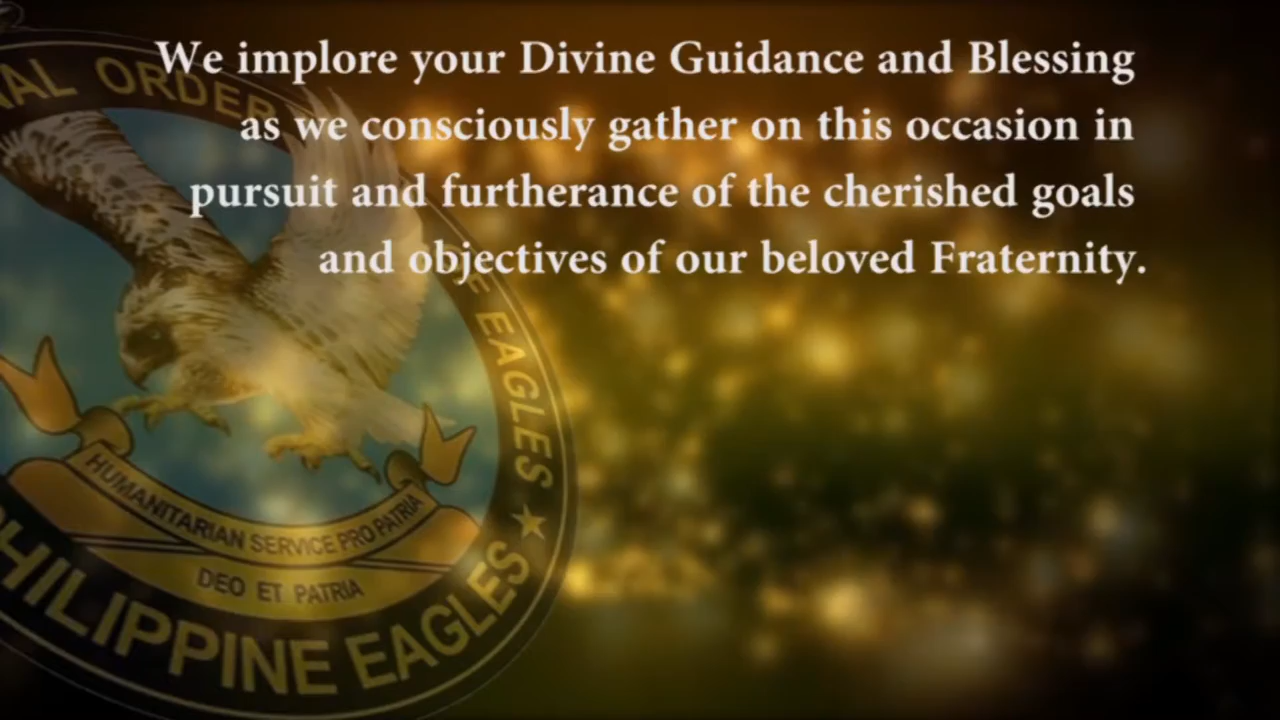 We implore your Divine Guidance and Blessing
as we consciously gather on this occasion in
pursuit and furtherance of the cherished goals
and objectives of our beloved Fraternity.
ORDER
EAGLES
HUMANITARIAN SERVICE PRO PATRIA
DEO ET PATRIA
PHILIPPINE EAGLES